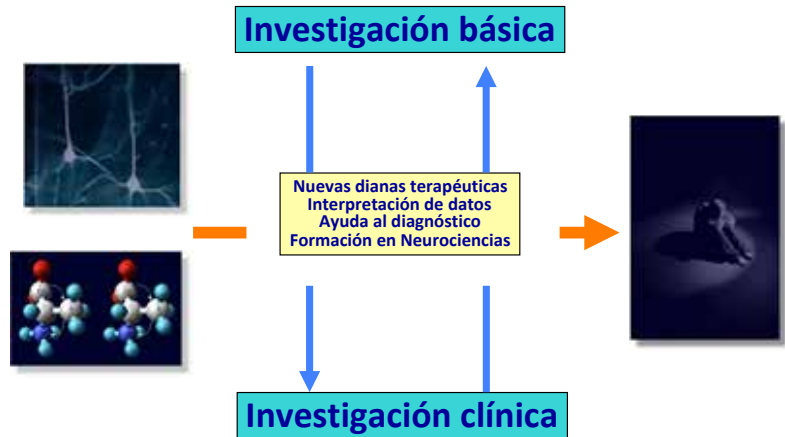 Investigación básica
Nuevas dianas terapéuticas
Interpretación de datos
Ayuda al diagnóstico
Formación en Neurociencias
Investigación clínica